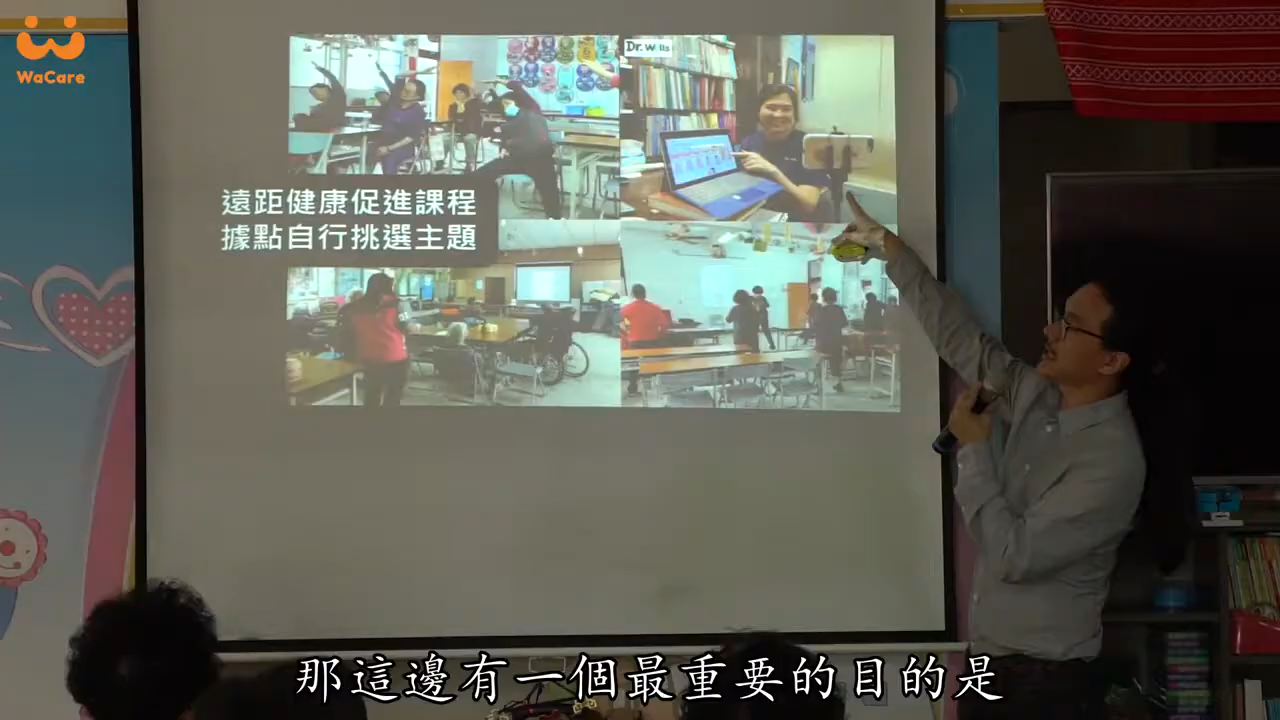 WaCare
Dr. Wells
遠距健康促進課程
據點自行挑選主題
那這邊有一個最重要的目的是